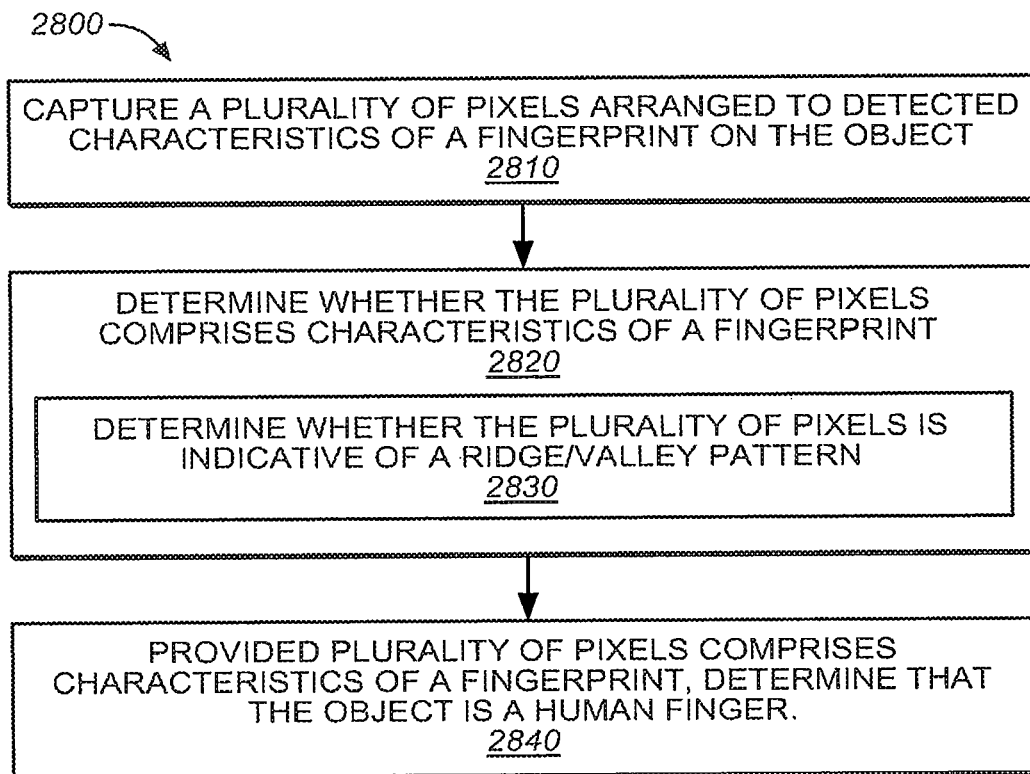 2800
CAPTURE A PLURALITY OF PIXELS ARRANGED TO DETECTED
CHARACTERISTICS OF A FINGERPRINT ON THE OBJECT
2810
DETERMINE WHETHER THE PLURALITY OF PIXELS
COMPRISES CHARACTERISTICS OF A FINGERPRINT
2820
DETERMINE WHETHER THE PLURALITY OF PIXELS IS
INDICATIVE OF A RIDGE/VALLEY PATTERN
2830
PROVIDED PLURALITY OF PIXELS COMPRISES
CHARACTERISTICS OF A FINGERPRINT, DETERMINE THAT
THE OBJECT IS A HUMAN FINGER.
2840